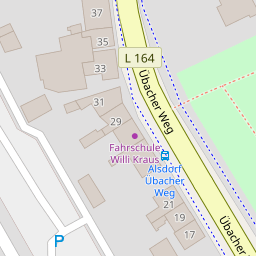 37
35
33
L 164
Übacher Weg
31
29
Fahrschule
Willi Kraus
Alsdorf
Übacher
Weg
21
19
17
Übacher
P